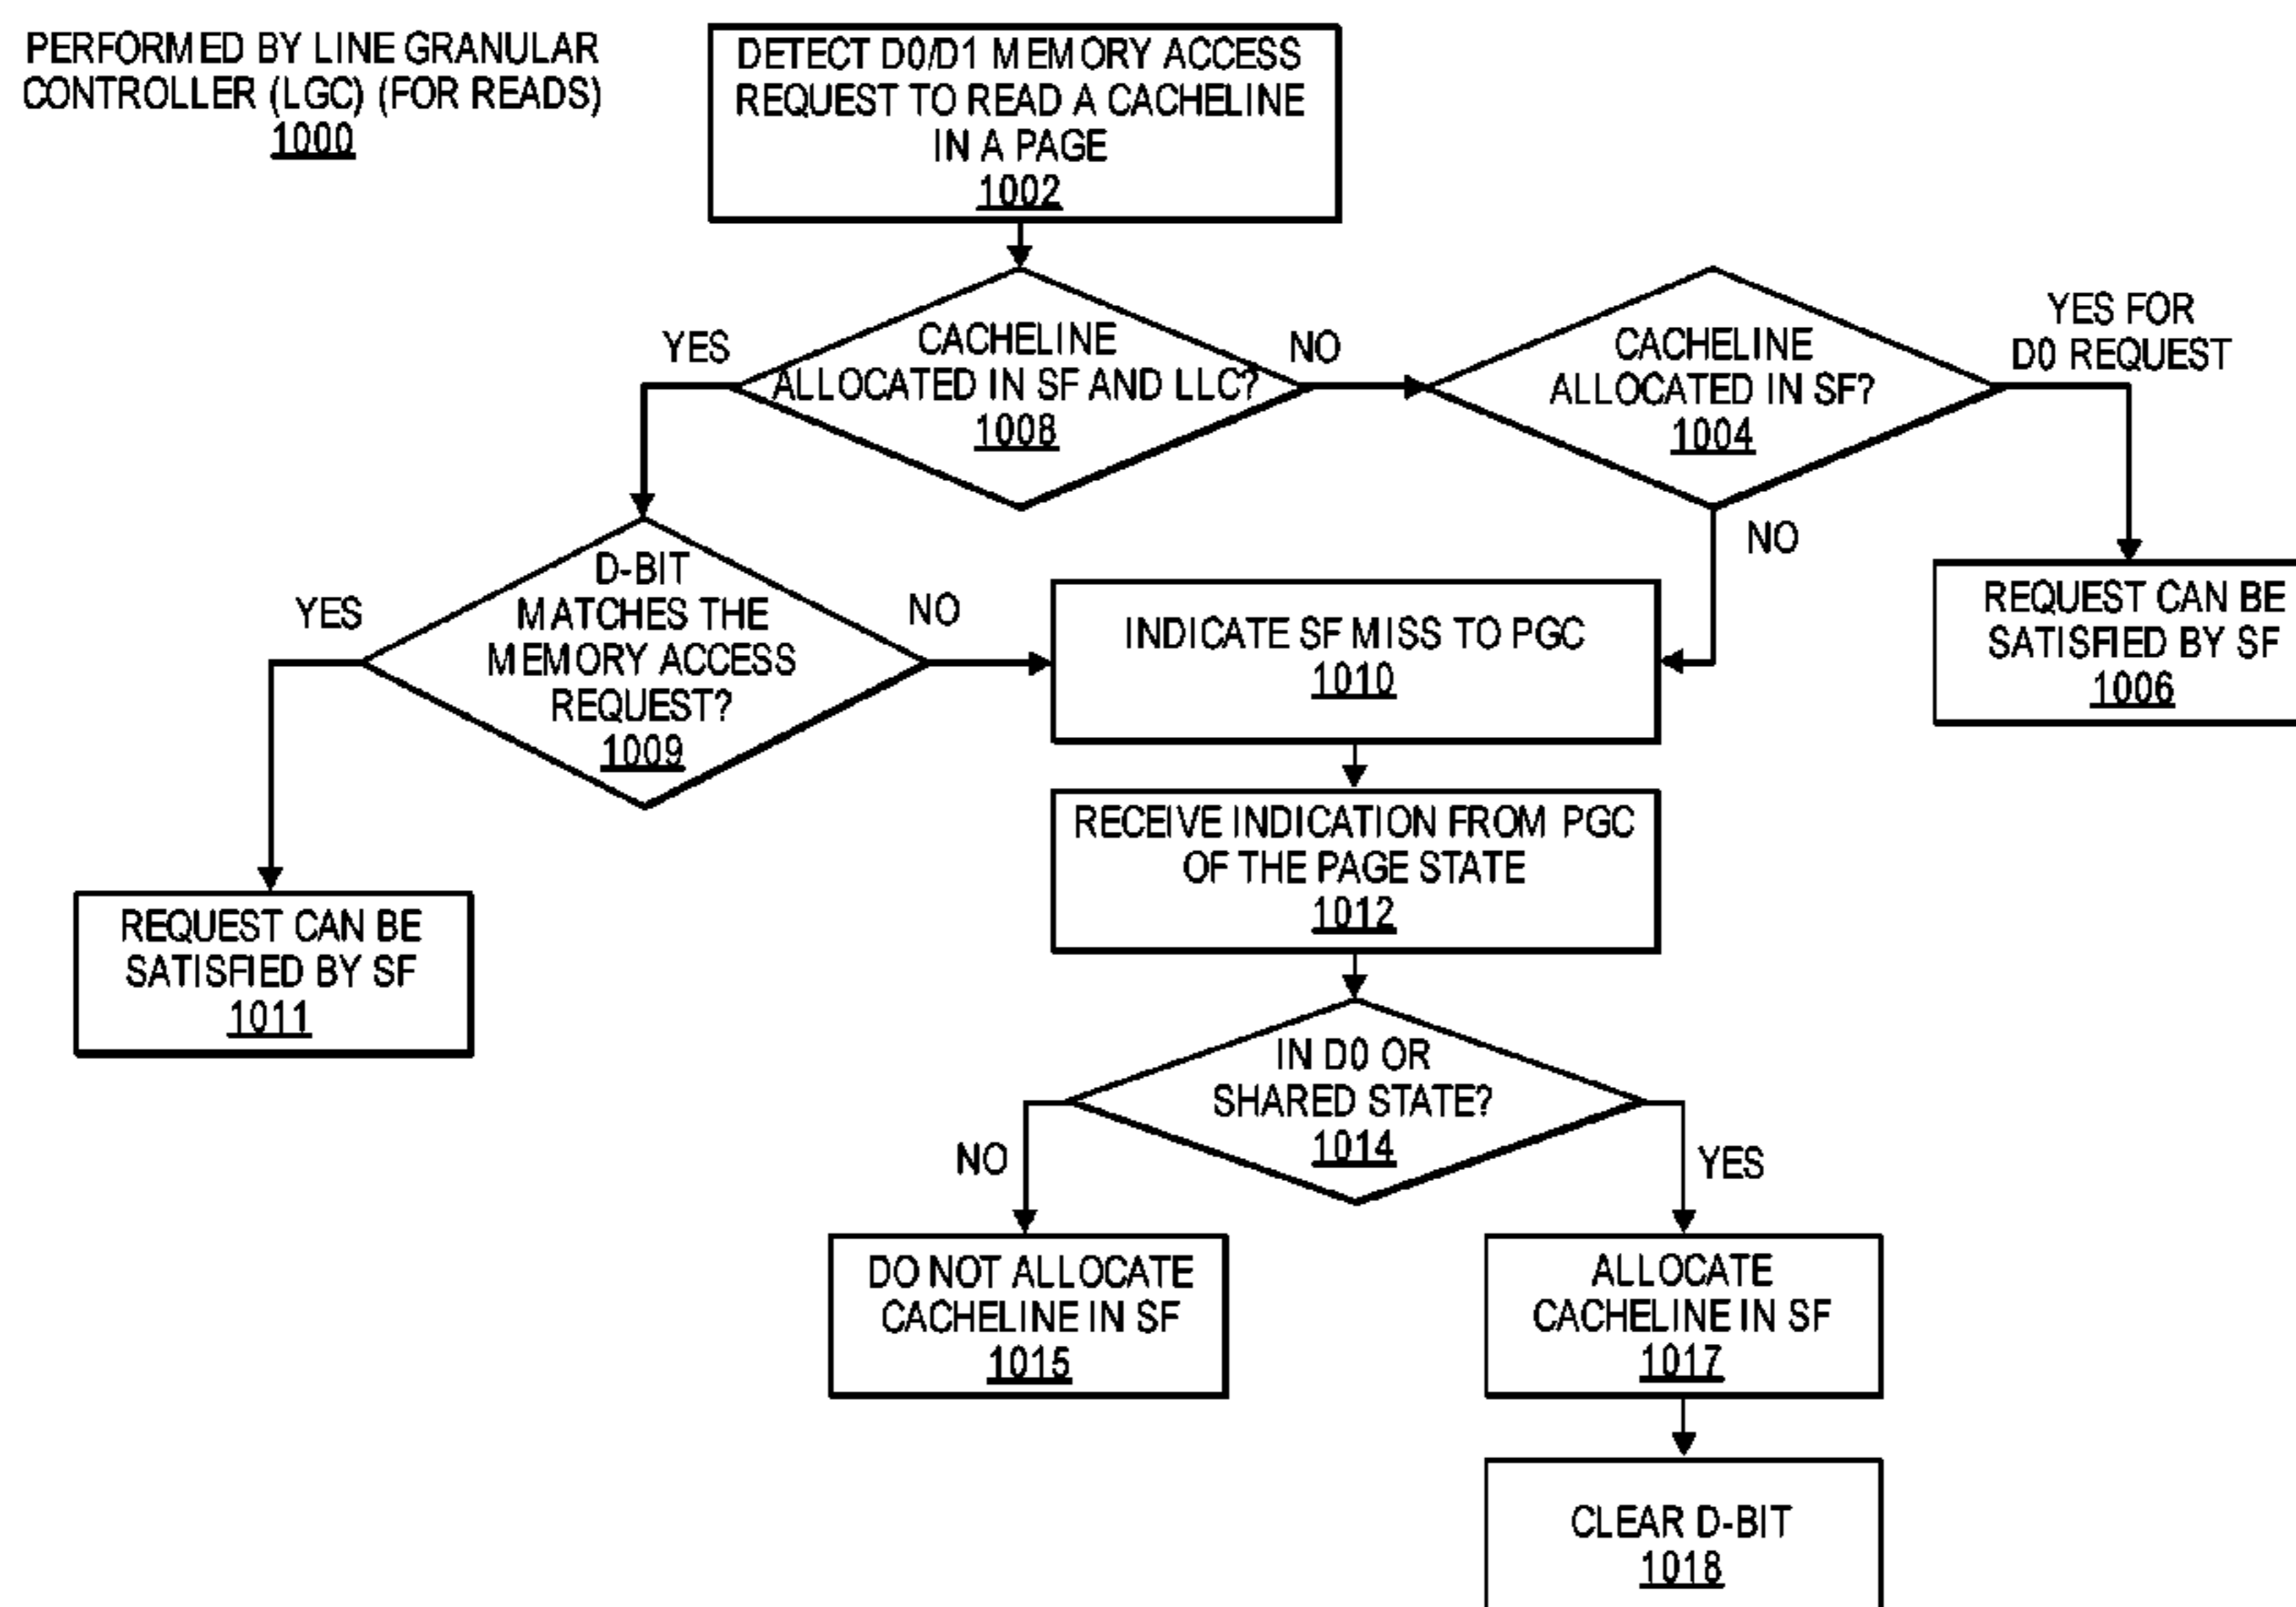 PERFORMED BY LINE GRANULAR
CONTROLLER (LGC) (FOR READS)
1000
DETECT D0/D1 MEMORY ACCESS
REQUEST TO READ A CACHELINE
IN A PAGE
1002
YES
CACHELINE
ALLOCATED IN SF AND LLC?
1008
NO
CACHELINE
ALLOCATED IN SF?
1004
YES FOR
D0 REQUEST
NO
REQUEST CAN BE
SATISFIED BY SF
1006
YES
D-BIT
MATCHES THE
MEMORY ACCESS
REQUEST?
1009
NO
INDICATE SF MISS TO PGC
1010
REQUEST CAN BE
SATISFIED BY SF
1011
RECEIVE INDICATION FROM PGC
OF THE PAGE STATE
1012
IN D0 OR
SHARED STATE?
1014
NO
YES
DO NOT ALLOCATE
CACHELINE IN SF
1015
ALLOCATE
CACHELINE IN SF
1017
CLEAR D-BIT
1018